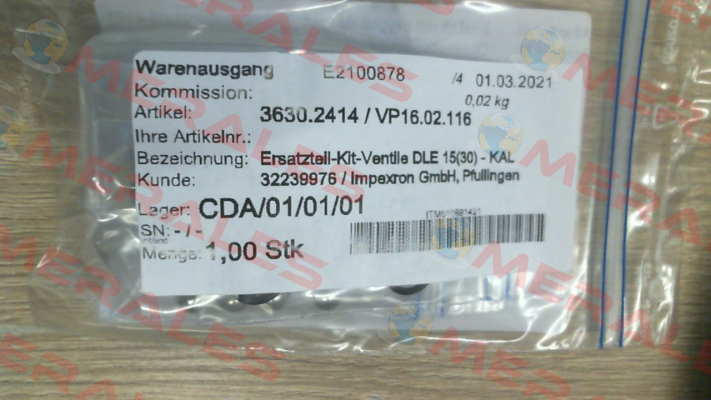 Warenausgang E2100878 /4 01.03.2021
Kommission: 0,02 kg
Artikel: 3630.2414 / VP16.02.116
Ihre Artikelnr.:
Bezeichnung: Ersatzteil-Kit-Ventile DLE 15(30) - KAL
Kunde: 32239976 / Impexron GmbH, Pfullingen
Lager: CDA/01/01/01
SN: - / -
Menge: 1,00 Stk
MERALES